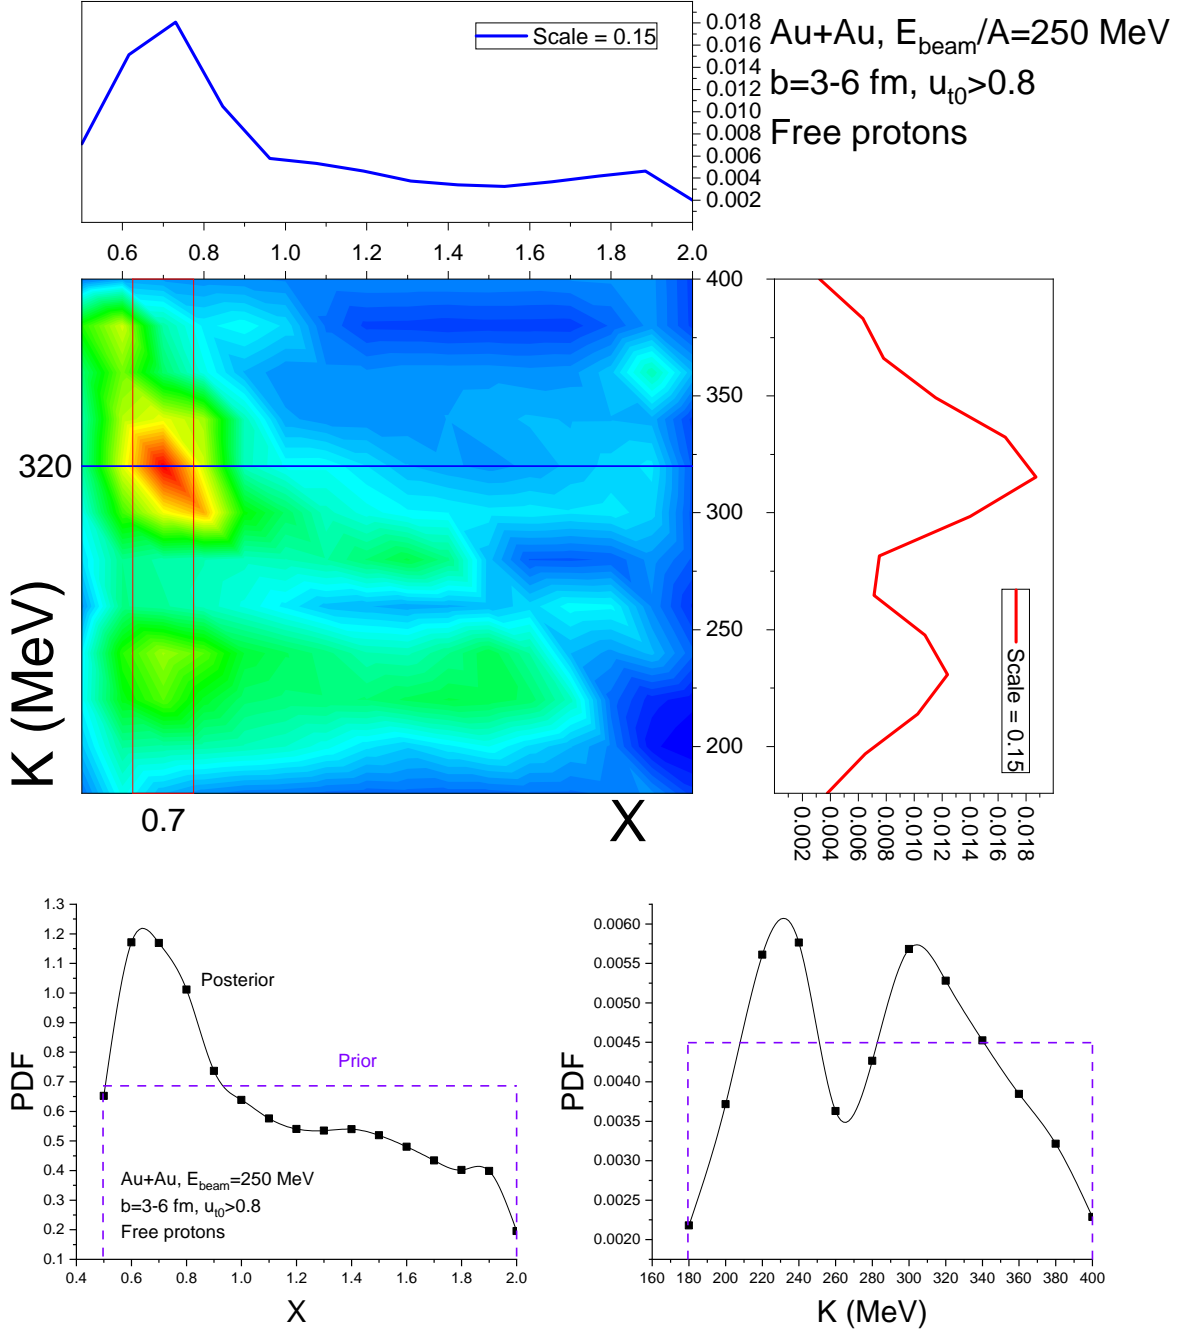 Scale = 0.15
0.018
0.016
0.014
0.012
0.010
0.008
0.006
0.004
0.002
Au+Au, E_beam/A=250 MeV
b=3-6 fm, u_t0>0.8
Free protons
0.6 0.8 1.0 1.2 1.4 1.6 1.8 2.0
400
350
300
250
200
320
K (MeV)
0.7
X
Scale = 0.15
0.002 0.004 0.006 0.008 0.010 0.012 0.014 0.016 0.018
1.3
1.2
1.1
1.0
0.9
0.8
0.7
0.6
0.5
0.4
0.3
0.2
0.1
PDF
Posterior
Prior
Au+Au, E_beam=250 MeV
b=3-6 fm, u_t0>0.8
Free protons
0.4 0.6 0.8 1.0 1.2 1.4 1.6 1.8 2.0
X
0.0060
0.0055
0.0050
0.0045
0.0040
0.0035
0.0030
0.0025
0.0020
PDF
160 180 200 220 240 260 280 300 320 340 360 380 400
K (MeV)